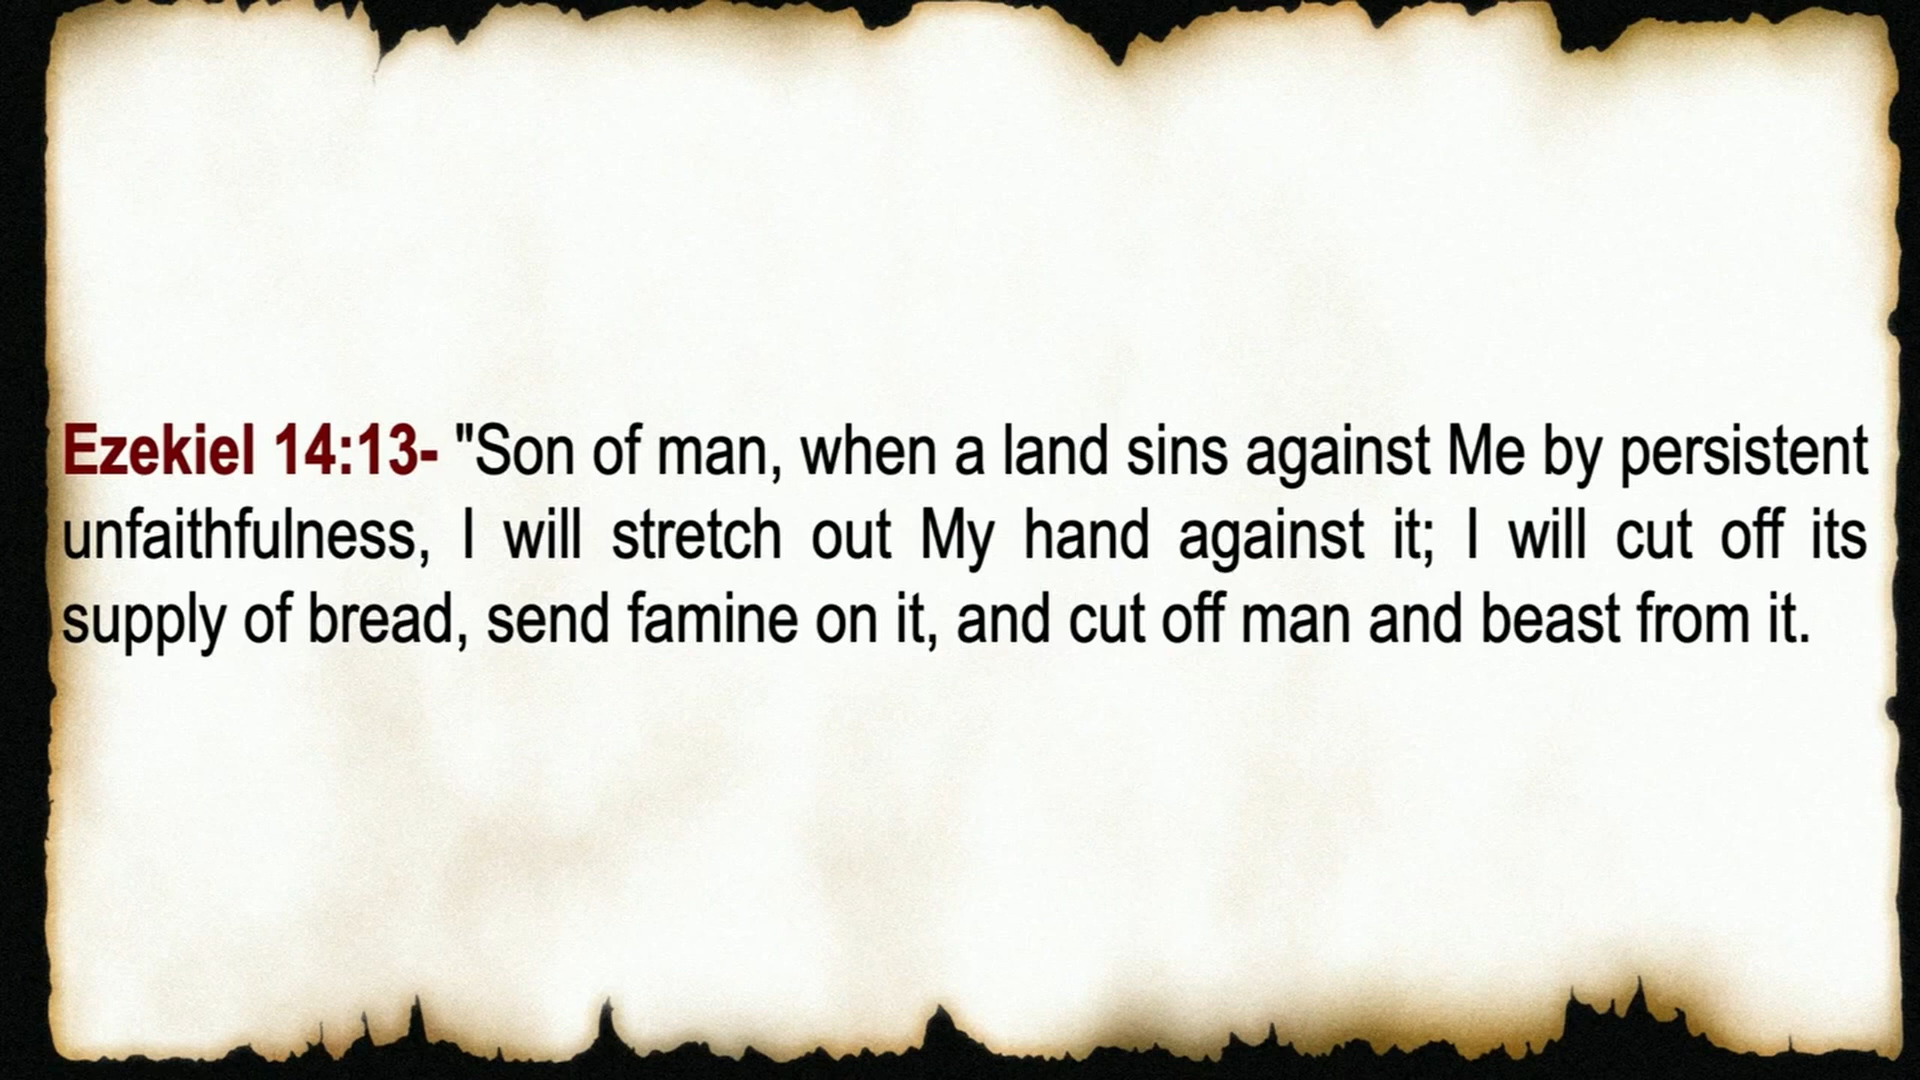 Ezekiel 14:13- "Son of man, when a land sins against Me by persistent
unfaithfulness, I will stretch out My hand against it; I will cut off its
supply of bread, send famine on it, and cut off man and beast from it.